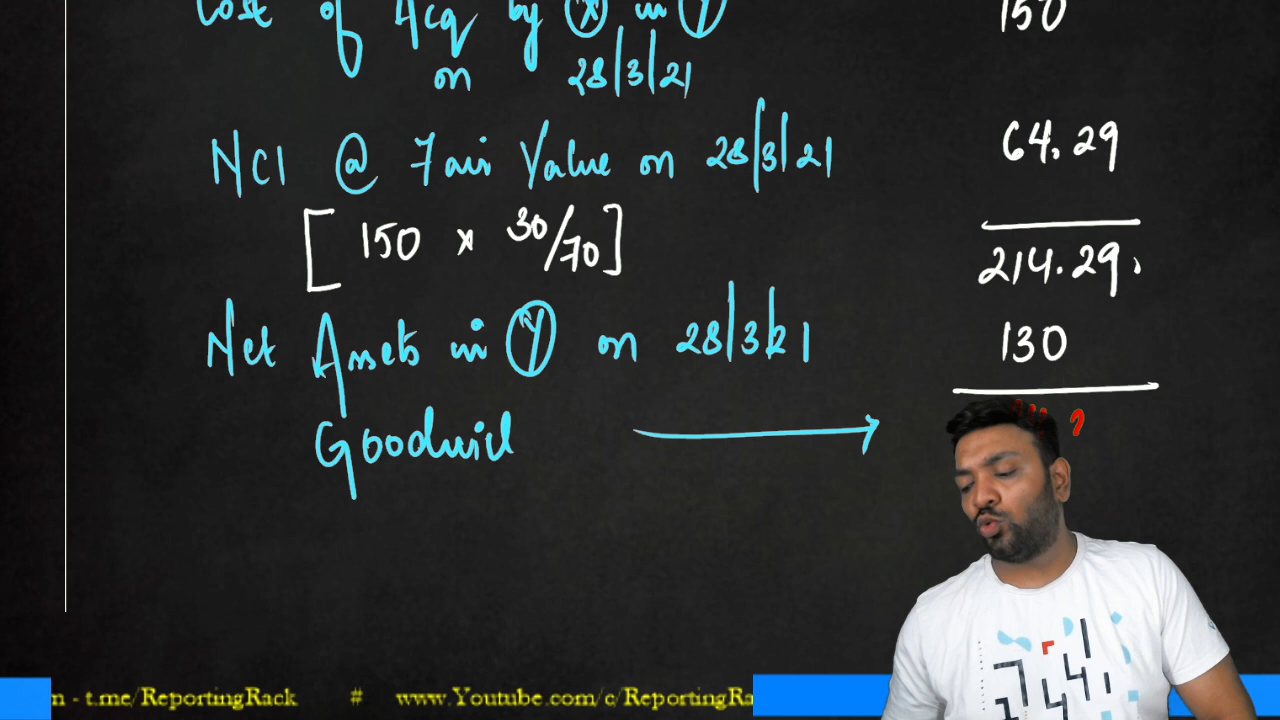 Cost of Acq by X in Y 150
on 28/3/21
NCI @ Fair Value on 28/3/21 64.29
[150 × 30/70]
214.29
Net Assets in Y on 28/3/21 130
Goodwill →
t.me/ReportingRack # www.Youtube.com/c/ReportingRa